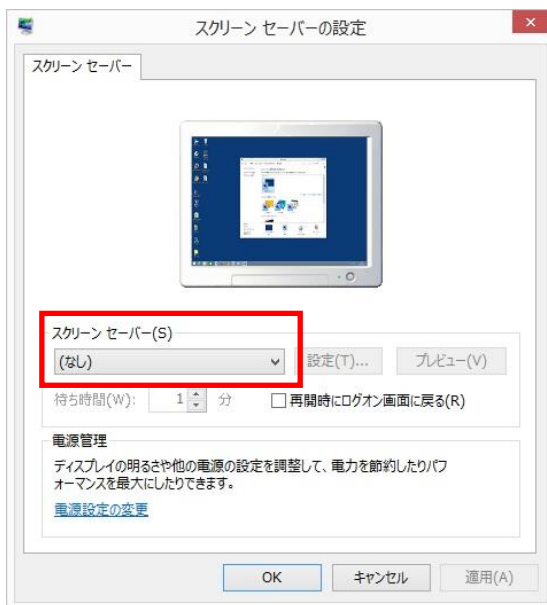 スクリーン セーバーの設定
スクリーン セーバー
スクリーン セーバー(S)
(なし)
設定(T)...
プレビュー(V)
待ち時間(W): 1 分
再開時にログオン画面に戻る(R)
電源管理
ディスプレイの明るさや他の電源の設定を調整して、電力を節約したりパフ
ォーマンスを最大にしたりできます。
電源設定の変更
OK
キャンセル
適用(A)